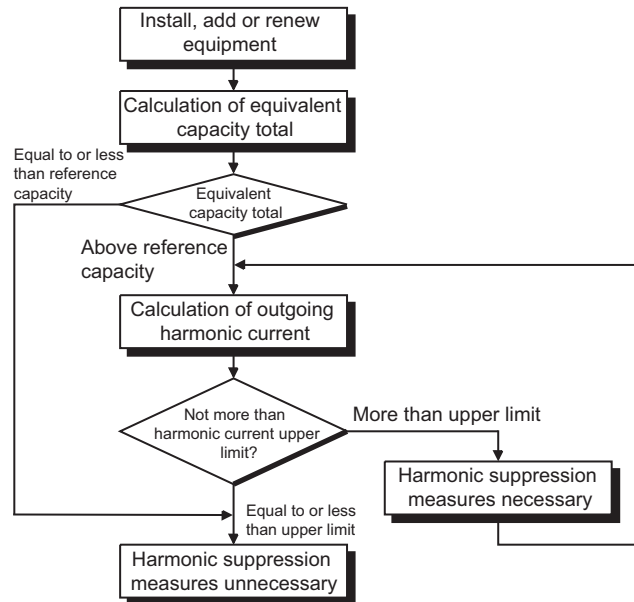 Install, add or renew
equipment
Calculation of equivalent
capacity total
Equal to or less
than reference
capacity
Equivalent
capacity total
Above reference
capacity
Calculation of outgoing
harmonic current
Not more than
harmonic current upper
limit?
More than upper limit
Harmonic suppression
measures necessary
Equal to or less
than upper limit
Harmonic suppression
measures unnecessary